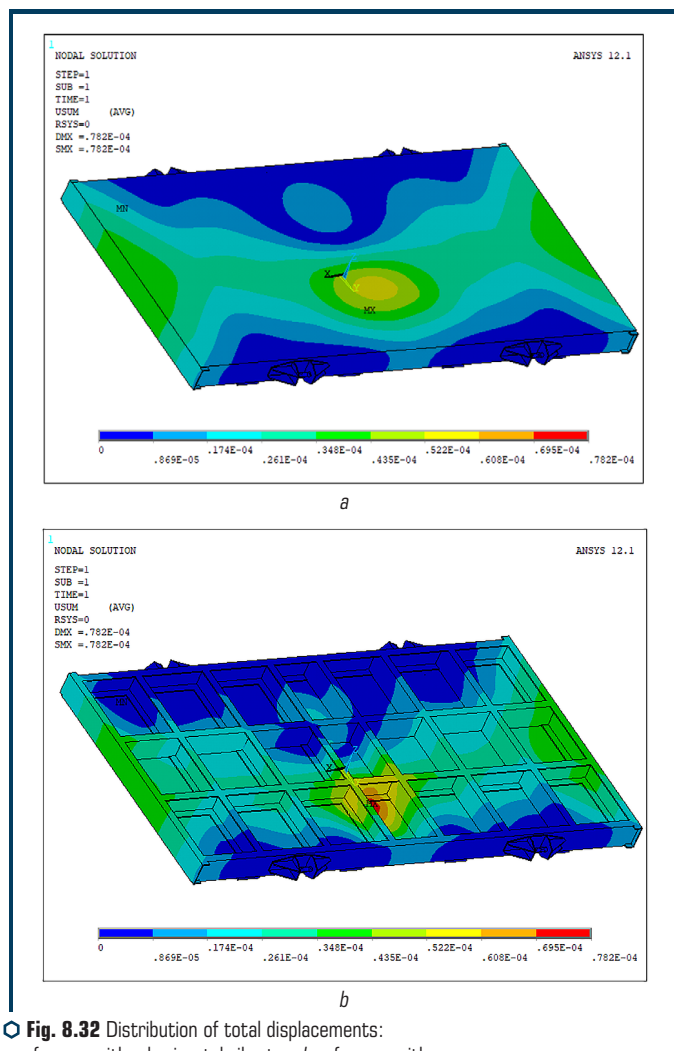 1
NODAL SOLUTION
ANSYS 12.1
STEP=1
SUB =1
TIME=1
USUM (AVG)
RSYS=0
DMX =.782E-04
SMX =.782E-04
MN
X
Y
MX
0 .174E-04 .348E-04 .522E-04 .695E-04
.869E-05 .261E-04 .435E-04 .608E-04 .782E-04
a
1
NODAL SOLUTION
ANSYS 12.1
STEP=1
SUB =1
TIME=1
USUM (AVG)
RSYS=0
DMX =.782E-04
SMX =.782E-04
MN
X
0 .174E-04 .348E-04 .522E-04 .695E-04
.869E-05 .261E-04 .435E-04 .608E-04 .782E-04
b
Fig. 8.32 Distribution of total displacements: